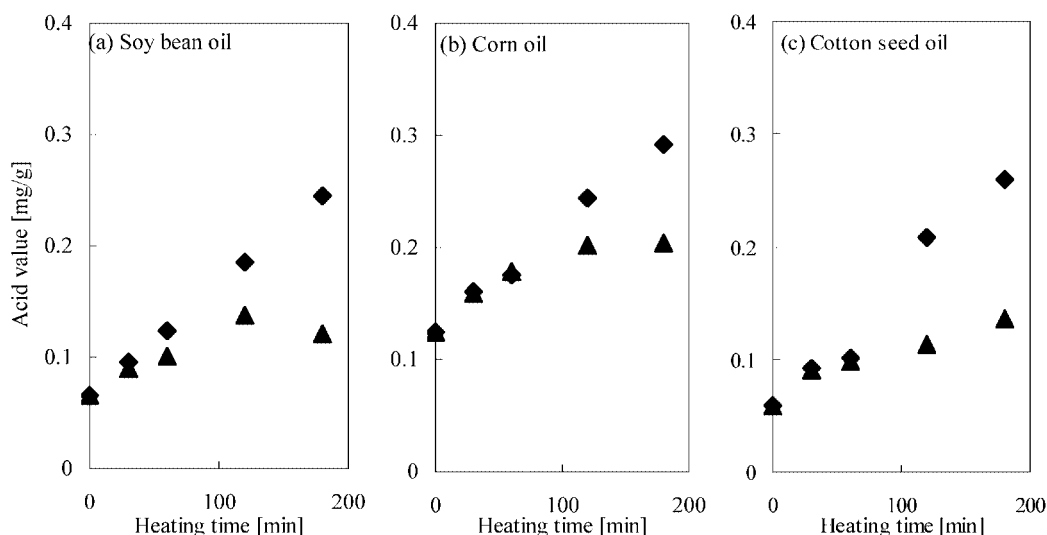 (a) Soy bean oil
Acid value [mg/g]
0.4
0.3
0.2
0.1
0
0 100 200
Heating time [min]
(b) Corn oil
0.4
0.3
0.2
0.1
0
0 100 200
Heating time [min]
(c) Cotton seed oil
0.4
0.3
0.2
0.1
0
0 100 200
Heating time [min]